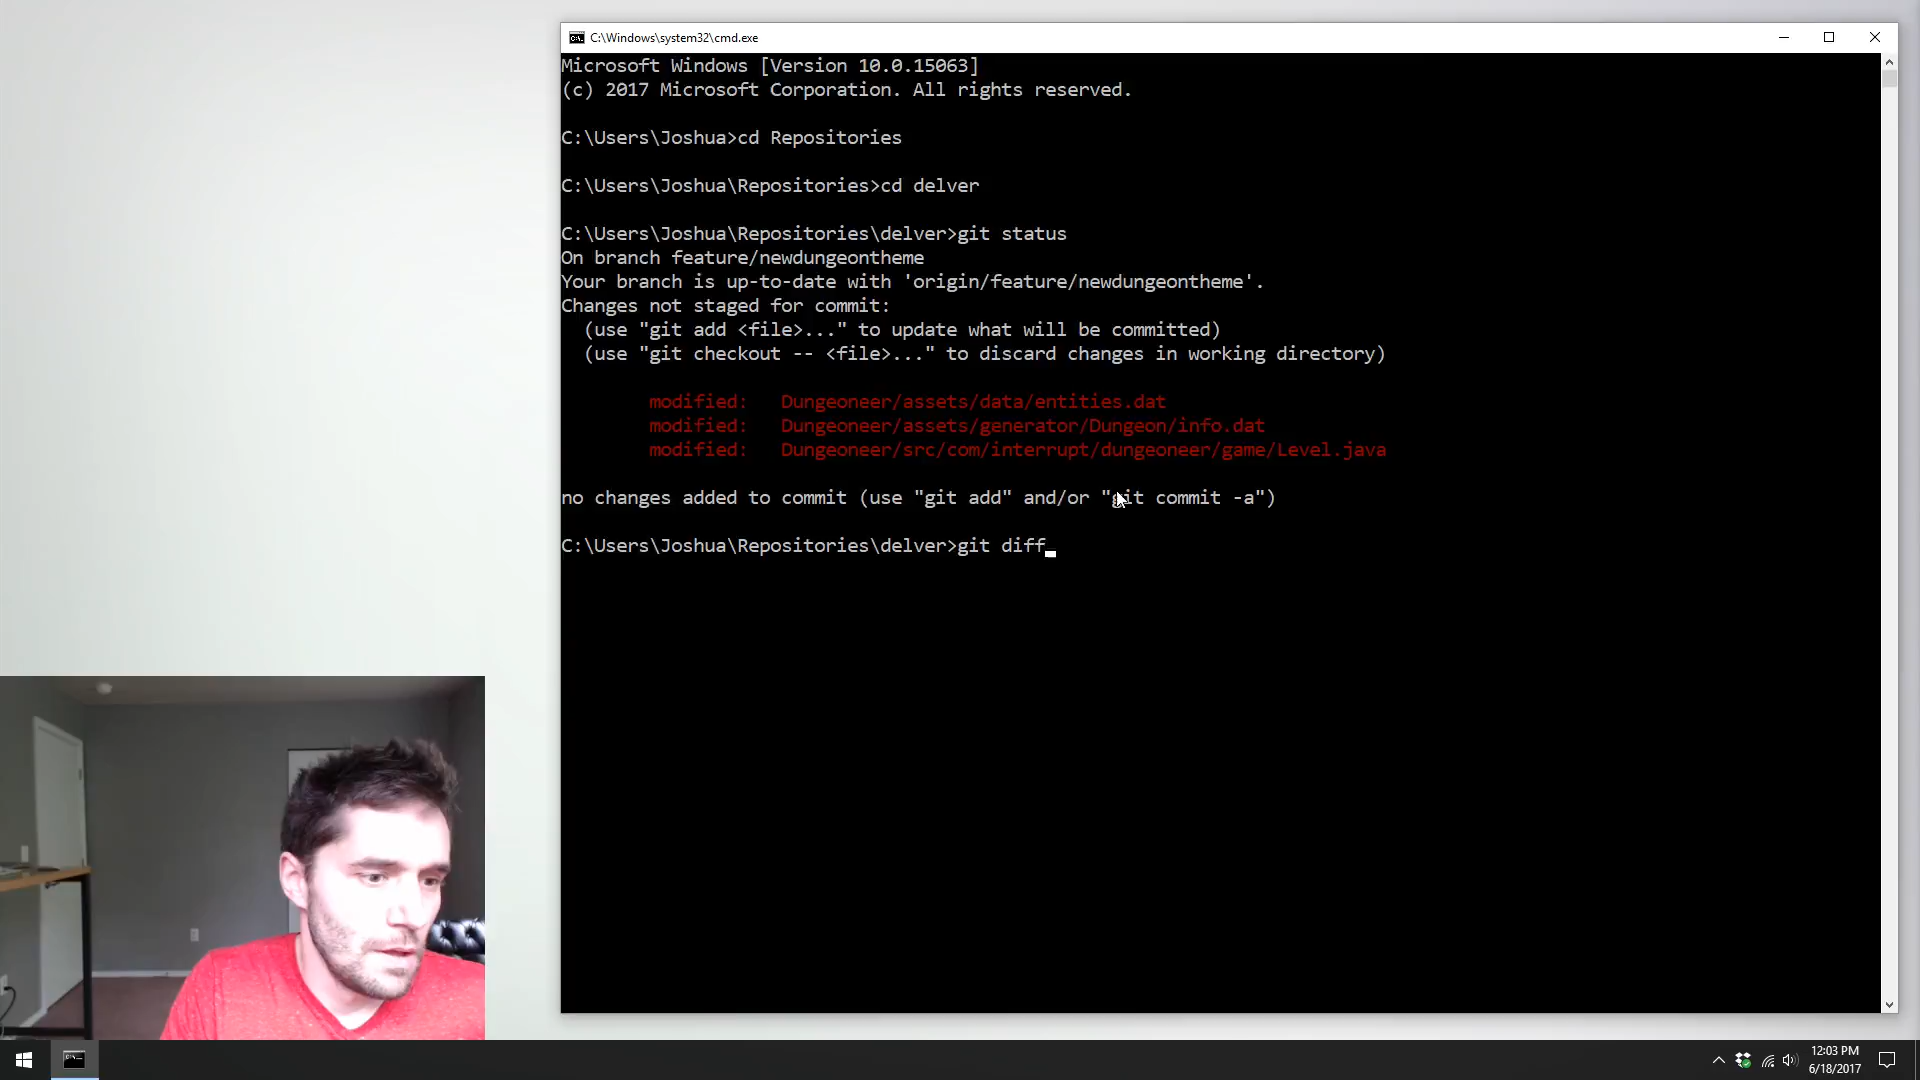 C:\Windows\system32\cmd.exe
Microsoft Windows [Version 10.0.15063]
(c) 2017 Microsoft Corporation. All rights reserved.
C:\Users\Joshua>cd Repositories
C:\Users\Joshua\Repositories>cd delver
C:\Users\Joshua\Repositories\delver>git status
On branch feature/newdungeontheme
Your branch is up-to-date with 'origin/feature/newdungeontheme'.
Changes not staged for commit:
(use "git add <file>..." to update what will be committed)
(use "git checkout -- <file>..." to discard changes in working directory)
modified: Dungeoneer/assets/data/entities.dat
modified: Dungeoneer/assets/generator/Dungeon/info.dat
modified: Dungeoneer/src/com/interrupt/dungeoneer/game/Level.java
no changes added to commit (use "git add" and/or "git commit -a")
C:\Users\Joshua\Repositories\delver>git diff_
12:03 PM
6/18/2017